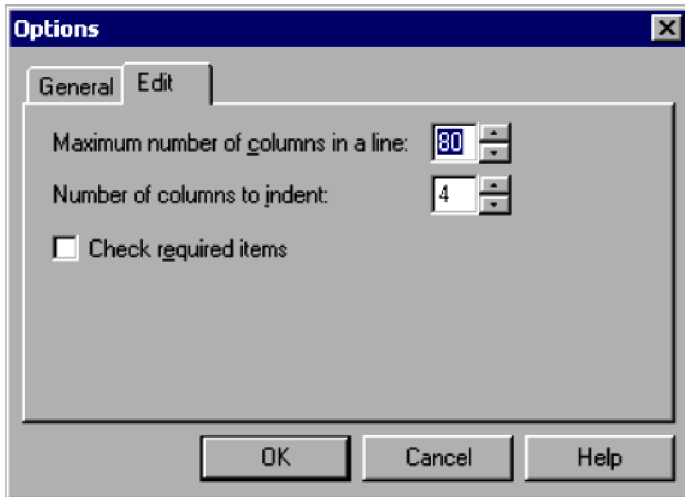 Options
General Edit
Maximum number of columns in a line: 80
Number of columns to indent: 4
Check required items
OK Cancel Help